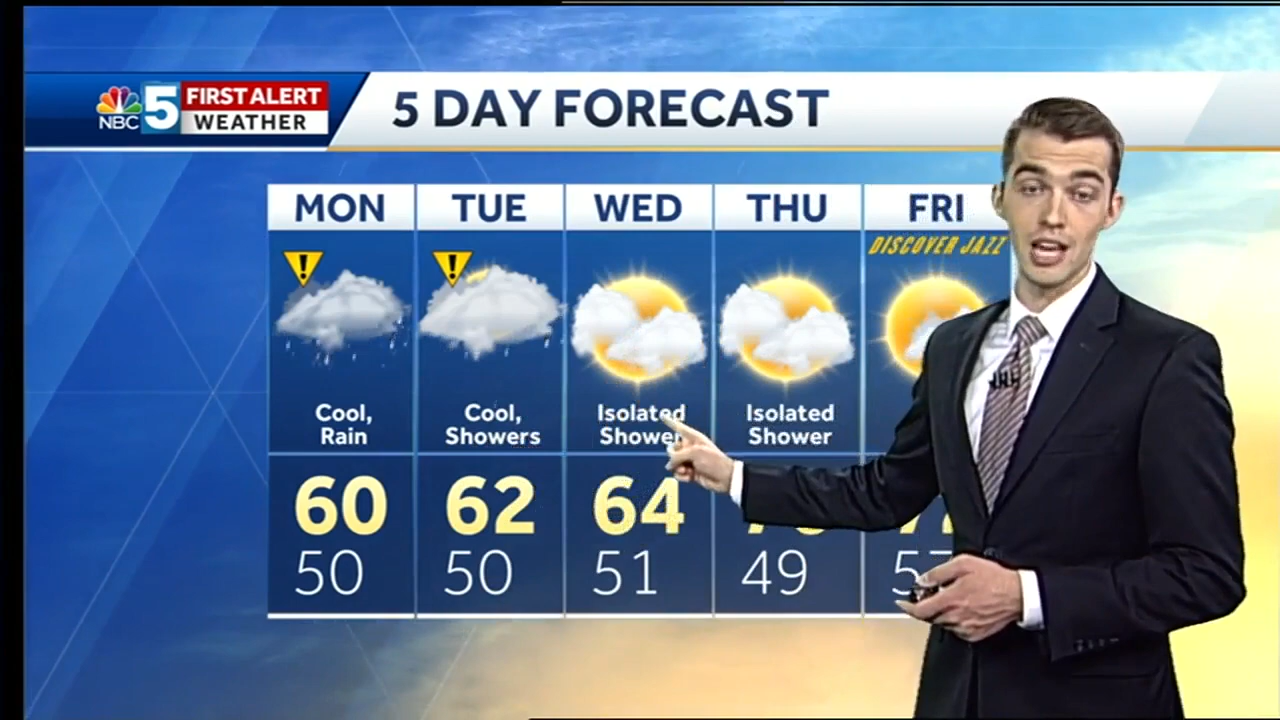 NBC 5 FIRST ALERT
WEATHER
5 DAY FORECAST
MON TUE WED THU FRI
! !
DISCOVER JAZZ
Cool, Cool, Isolated Isolated
Rain Showers Shower Shower
60 62 64
50 50 51 49